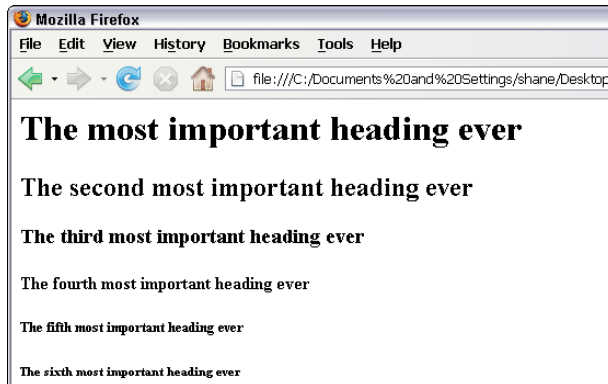 Mozilla Firefox
File Edit View History Bookmarks Tools Help
file:///C:/Documents%20and%20Settings/shane/Desktop
The most important heading ever
The second most important heading ever
The third most important heading ever
The fourth most important heading ever
The fifth most important heading ever
The sixth most important heading ever